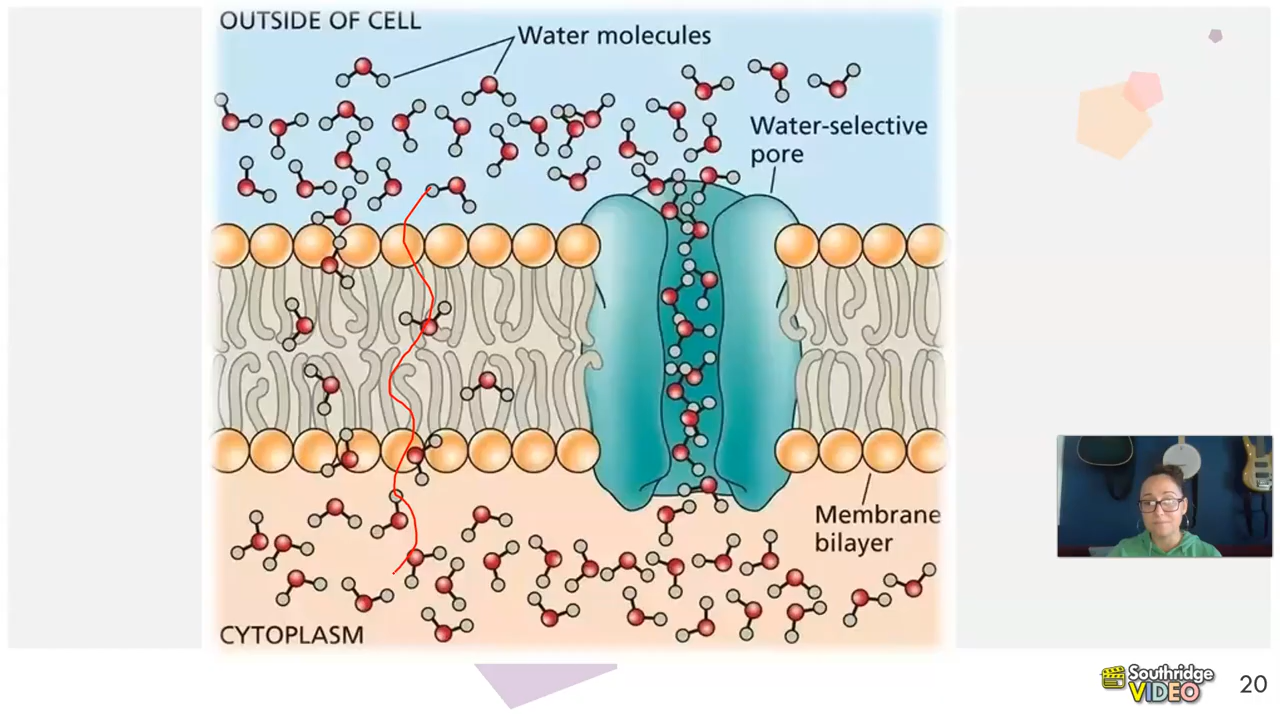 OUTSIDE OF CELL
Water molecules
Water-selective
pore
Membrane
bilayer
CYTOPLASM
Southridge
VIDEO
20